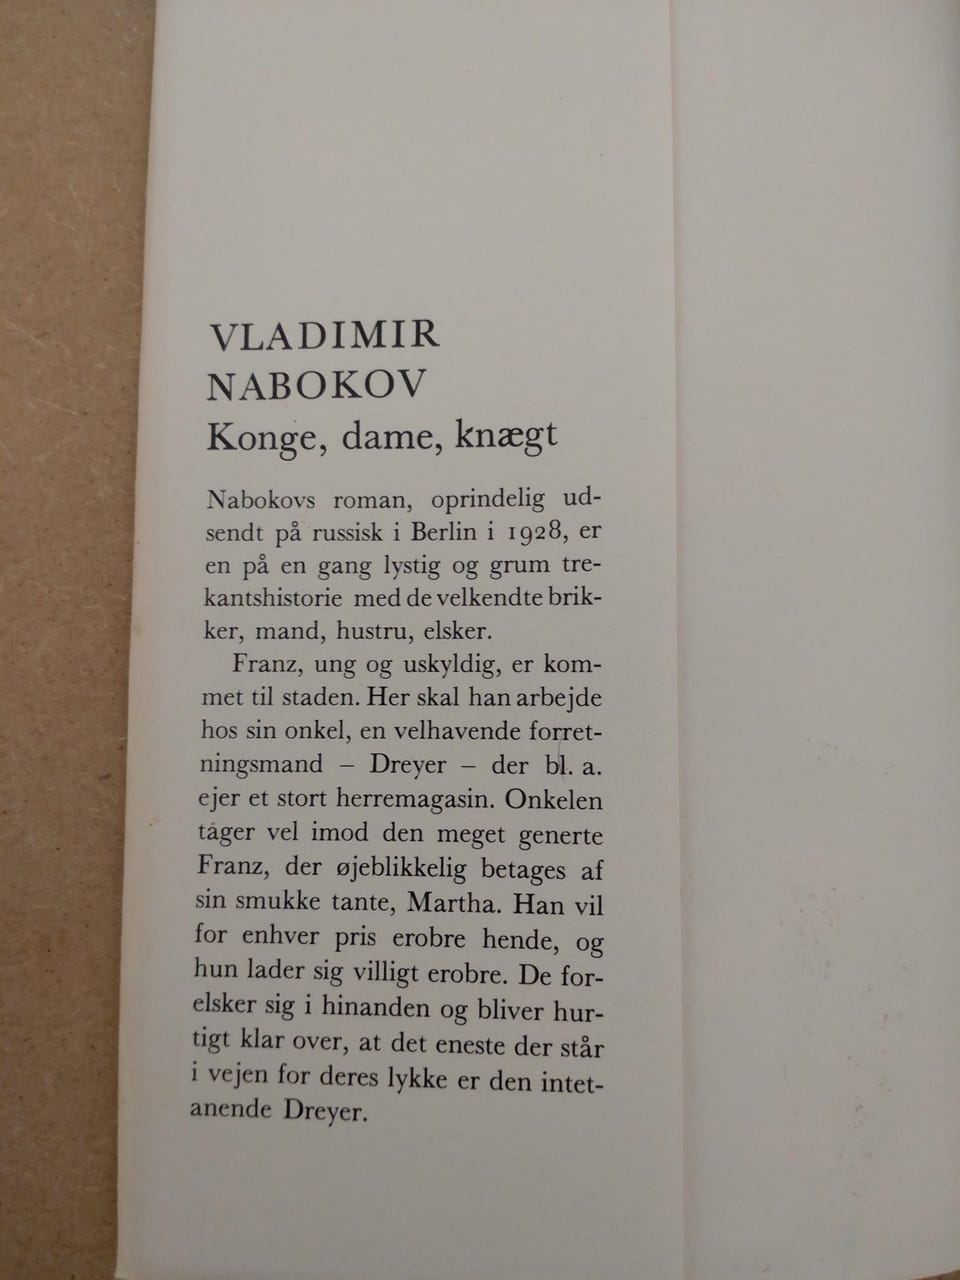 VLADIMIR
NABOKOV
Konge, dame, knægt
Nabokovs roman, oprindelig ud-
sendt på russisk i Berlin i 1928, er
en på en gang lystig og grum tre-
kantshistorie med de velkendte brik-
ker, mand, hustru, elsker.
Franz, ung og uskyldig, er kom-
met til staden. Her skal han arbejde
hos sin onkel, en velhavende forret-
ningsmand – Dreyer – der bl. a.
ejer et stort herremagasin. Onkelen
tager vel imod den meget generte
Franz, der øjeblikkelig betages af
sin smukke tante, Martha. Han vil
for enhver pris erobre hende, og
hun lader sig villigt erobre. De for-
elsker sig i hinanden og bliver hur-
tigt klar over, at det eneste der står
i vejen for deres lykke er den intet-
anende Dreyer.